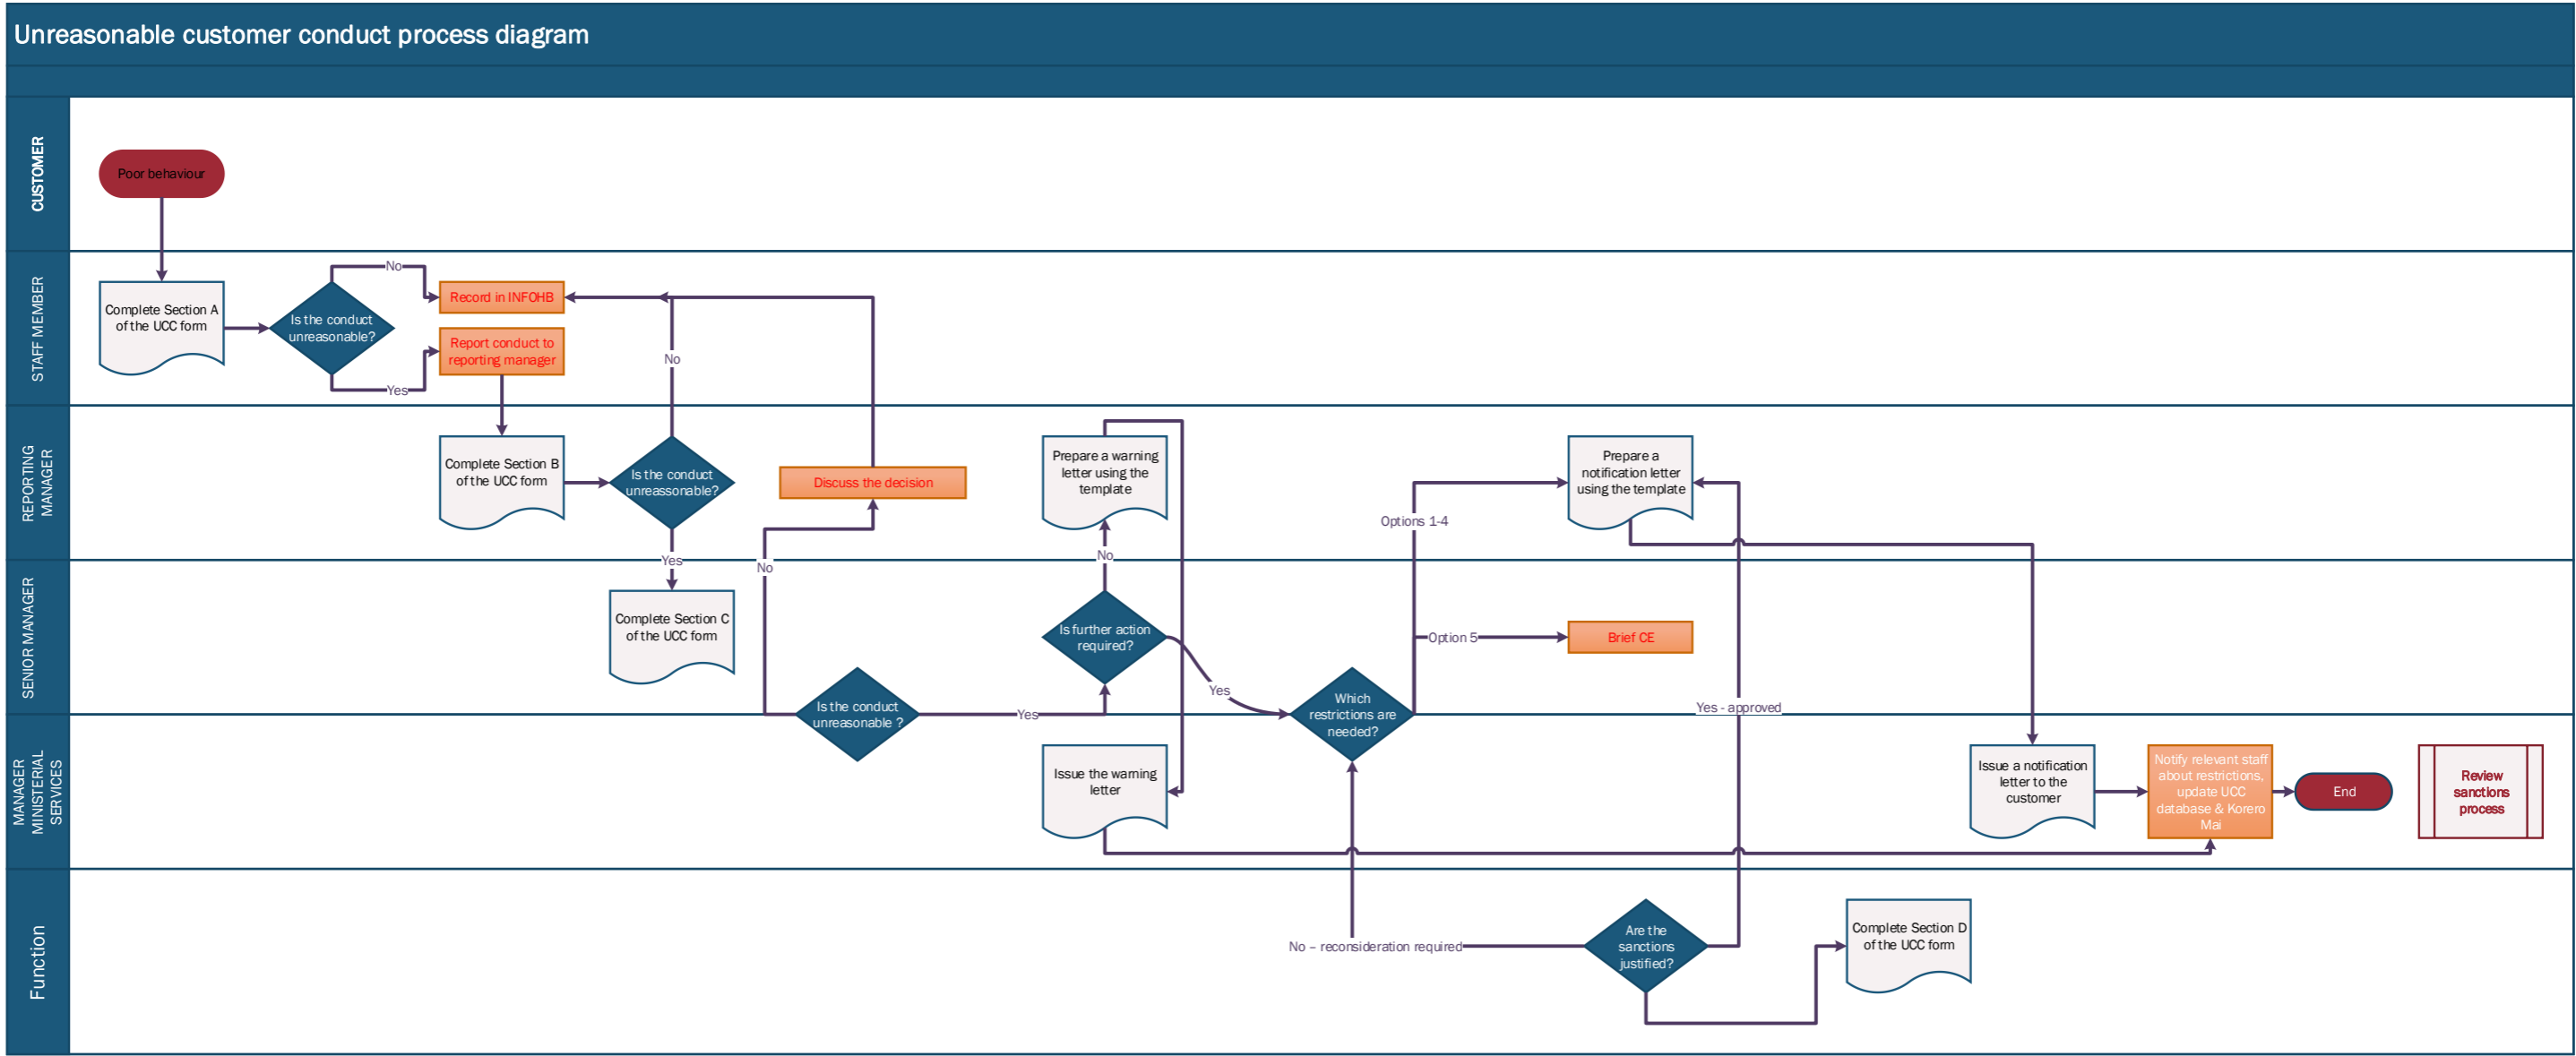 Unreasonable customer conduct process diagram
CUSTOMER
Poor behaviour
STAFF MEMBER
Complete Section A
of the UCC form
Is the conduct
unreasonable?
No
Yes
Record in INFOHB
Report conduct to
reporting manager
No
REPORTING
MANAGER
Complete Section B
of the UCC form
Is the conduct
unreassonable?
Yes
Discuss the decision
No
Prepare a warning
letter using the
template
No
Options 1-4
Prepare a
notification letter
using the template
SENIOR MANAGER
Complete Section C
of the UCC form
Is the conduct
unreasonable ?
Yes
Is further action
required?
Yes
Which
restrictions are
needed?
Option 5
Brief CE
Yes - approved
MANAGER
MINISTERIAL
SERVICES
Issue the warning
letter
Issue a notification
letter to the
customer
Notify relevant staff
about restrictions,
update UCC
database & Korero
Mai
End
Review
sanctions
process
Function
No – reconsideration required
Are the
sanctions
justified?
Complete Section D
of the UCC form